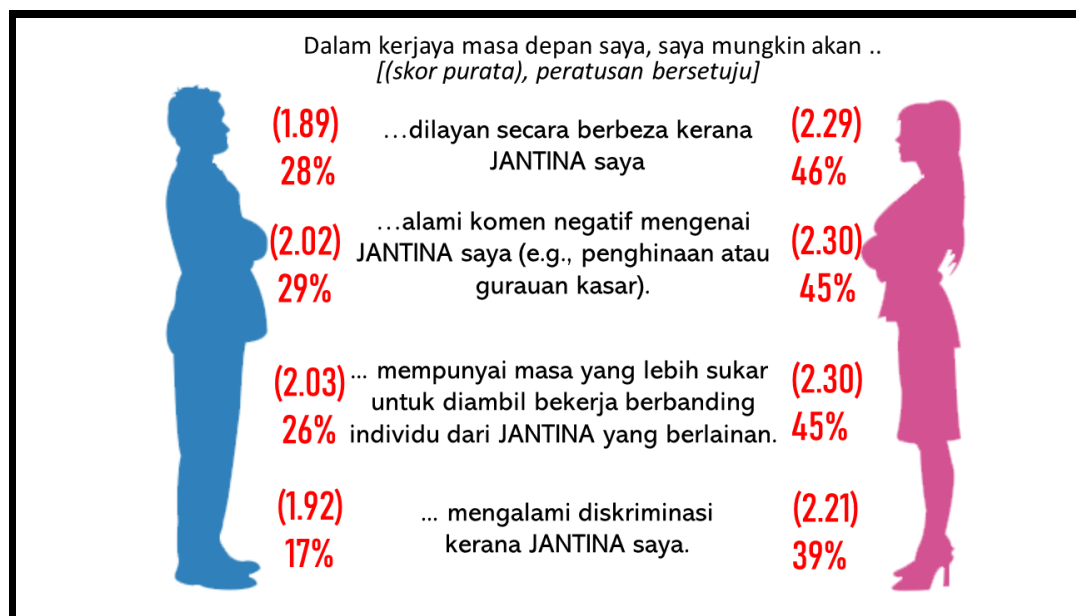 Dalam kerjaya masa depan saya, saya mungkin akan ..
[(skor purata), peratusan bersetuju]
(1.89)
28%
…dilayan secara berbeza kerana
JANTINA saya
(2.29)
46%
(2.02)
29%
…alami komen negatif mengenai
JANTINA saya (e.g., penghinaan atau
gurauan kasar).
(2.30)
45%
(2.03)
26%
... mempunyai masa yang lebih sukar
untuk diambil bekerja berbanding
individu dari JANTINA yang berlainan.
(2.30)
45%
(1.92)
17%
... mengalami diskriminasi
kerana JANTINA saya.
(2.21)
39%